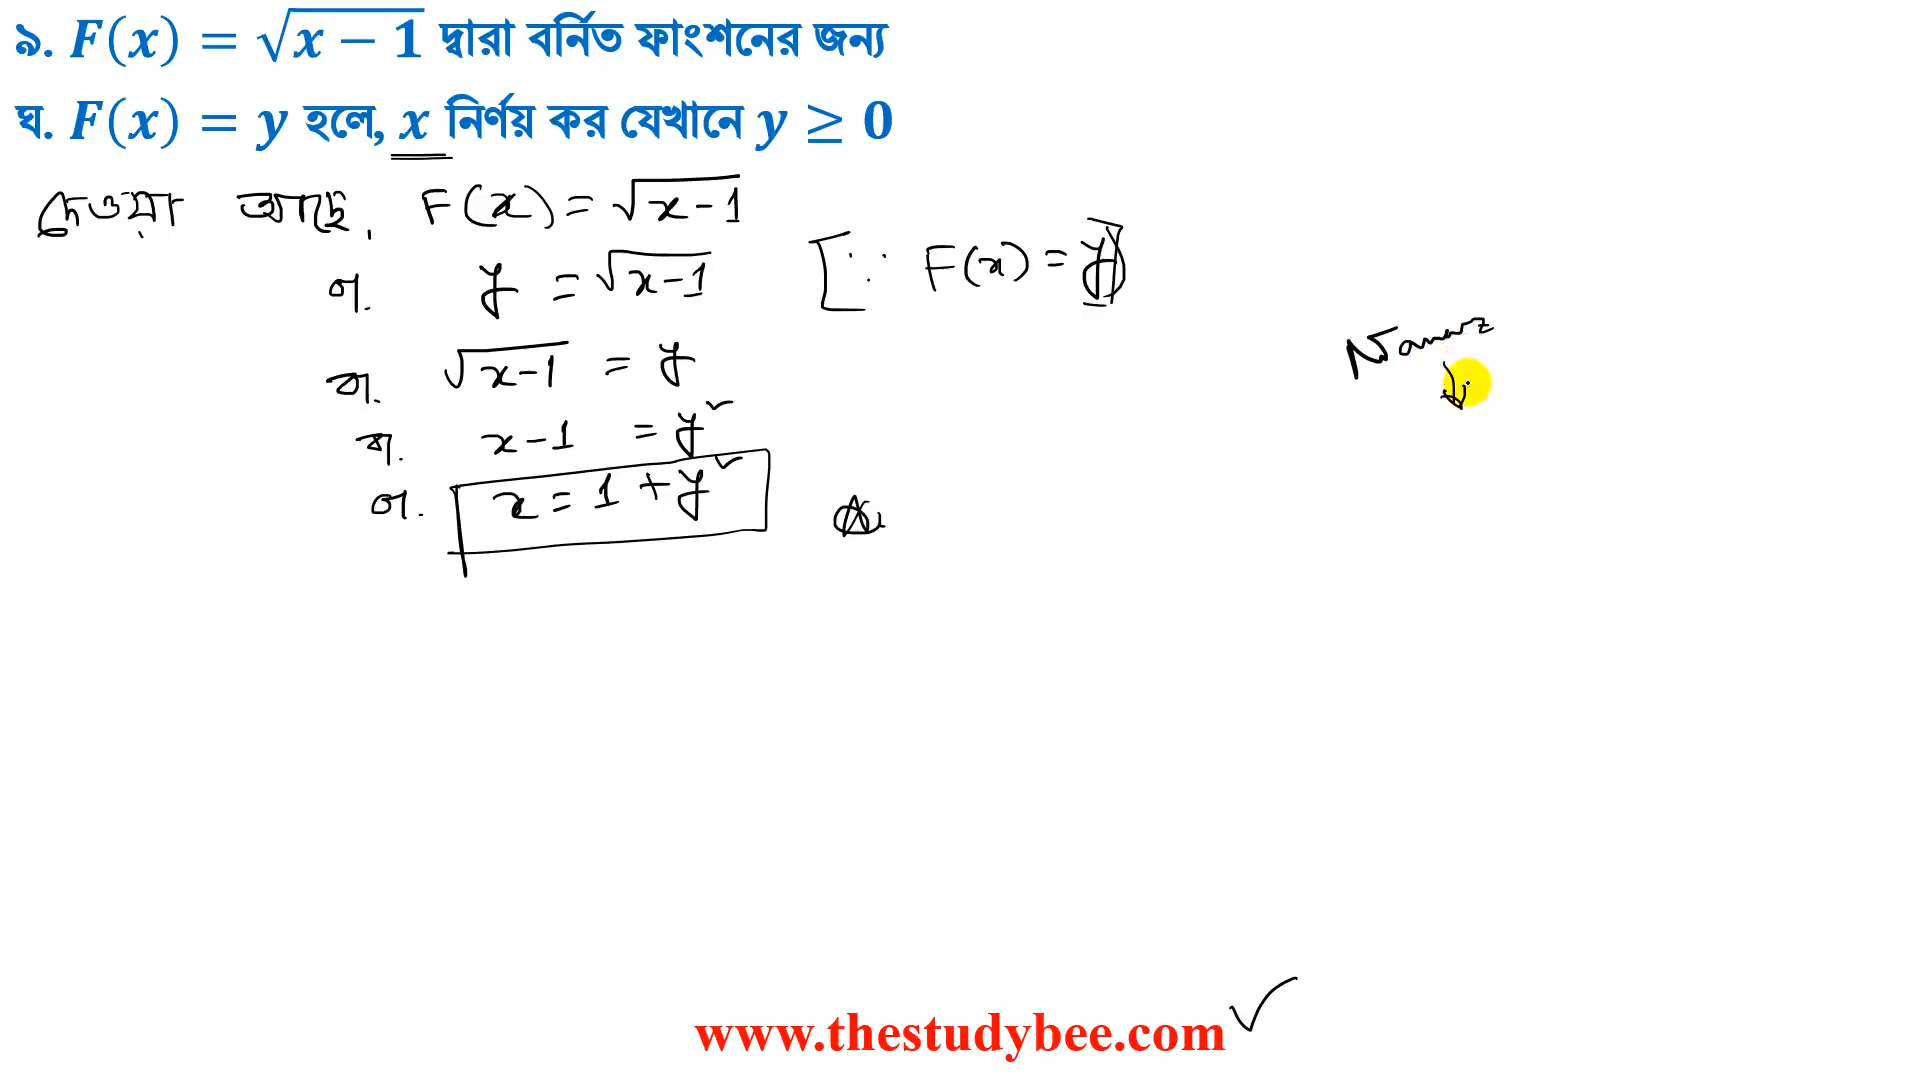 ৯. F(x) = √x − 1 দ্বারা বর্নিত ফাংশনের জন্য
ঘ. F(x) = y হলে, x নির্ণয় কর যেখানে y ≥ 0
দেওয়া আছে, F(x) = √x-1
বা. y = √x-1 [∵ F(x) = y]
বা. √x-1 = y
বা. x-1 = y²
বা. x = 1 + y²
Namaz
www.thestudybee.com